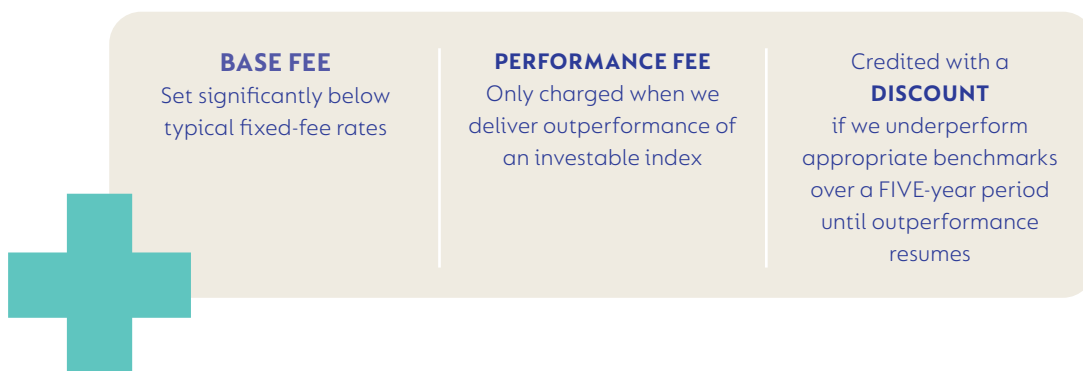 BASE FEE
Set significantly below
typical fixed-fee rates
PERFORMANCE FEE
Only charged when we
deliver outperformance of
an investable index
Credited with a
DISCOUNT
if we underperform
appropriate benchmarks
over a FIVE-year period
until outperformance
resumes